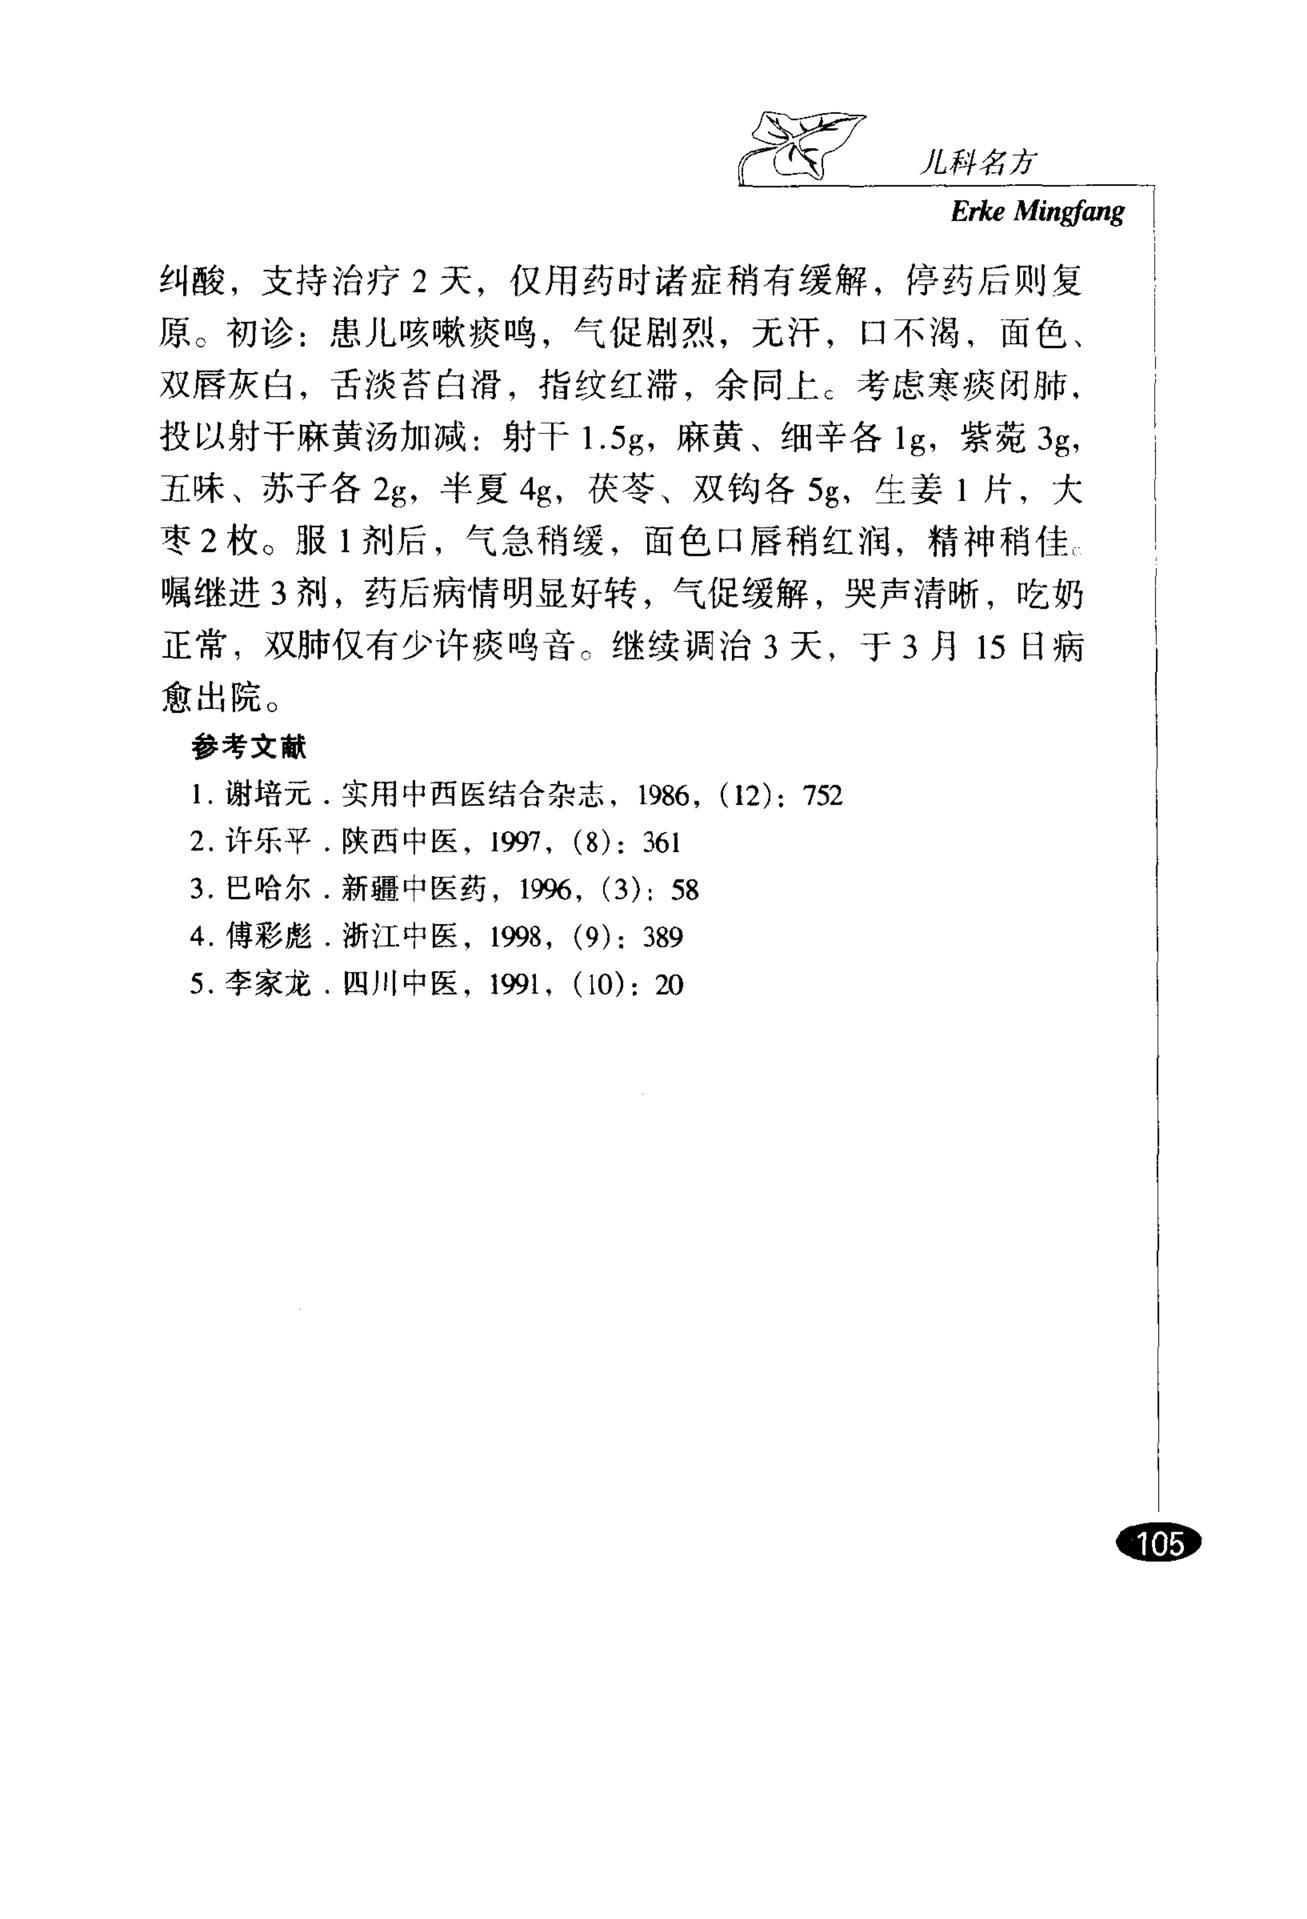 儿科名方
Erke Mingfang
纠酸，支持治疗 2 天，仅用药时诸症稍有缓解，停药后则复
原。初诊：患儿咳嗽痰鸣，气促剧烈，无汗，口不渴，面色、
双唇灰白，舌淡苔白滑，指纹红滞，余同上。考虑寒痰闭肺，
投以射干麻黄汤加减：射干 1.5g，麻黄、细辛各 1g，紫菀 3g，
五味、苏子各 2g，半夏 4g，茯苓、双钩各 5g，生姜 1 片，大
枣 2 枚。服 1 剂后，气急稍缓，面色口唇稍红润，精神稍佳。
嘱继进 3 剂，药后病情明显好转，气促缓解，哭声清晰，吃奶
正常，双肺仅有少许痰鸣音。继续调治 3 天，于 3 月 15 日病
愈出院。
参考文献
1. 谢培元．实用中西医结合杂志，1986，(12)：752
2. 许乐平．陕西中医，1997，(8)：361
3. 巴哈尔．新疆中医药，1996，(3)：58
4. 傅彩彪．浙江中医，1998，(9)：389
5. 李家龙．四川中医，1991，(10)：20
105